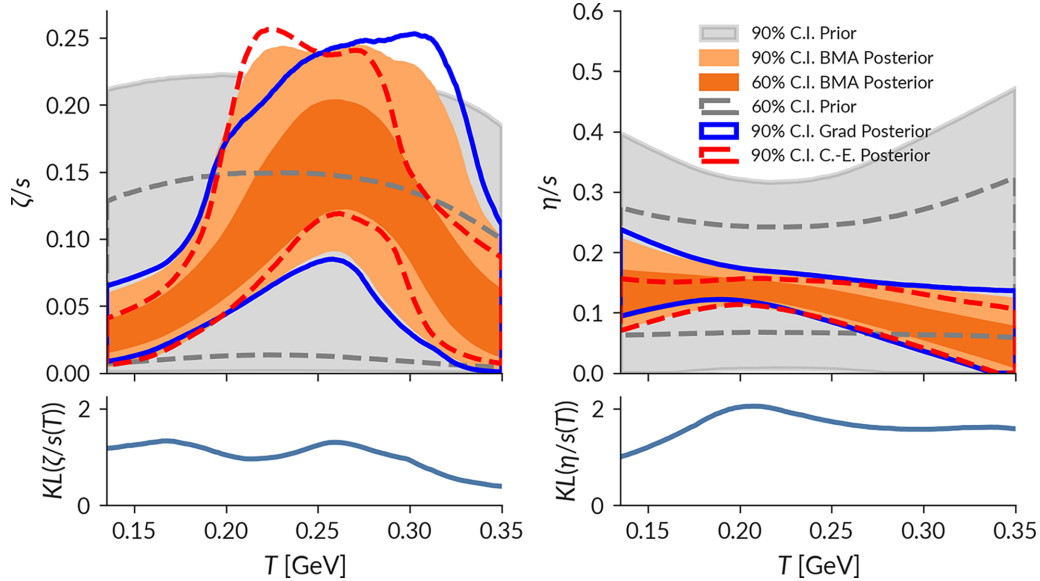 0.25
0.20
0.15
0.10
0.05
0.00
ζ/s
0.6
0.5
0.4
0.3
0.2
0.1
0.0
η/s
90% C.I. Prior
90% C.I. BMA Posterior
60% C.I. BMA Posterior
60% C.I. Prior
90% C.I. Grad Posterior
90% C.I. C.-E. Posterior
2
0
KL(ζ/s(T))
0.15 0.20 0.25 0.30 0.35
T [GeV]
2
0
KL(η/s(T))
0.15 0.20 0.25 0.30 0.35
T [GeV]